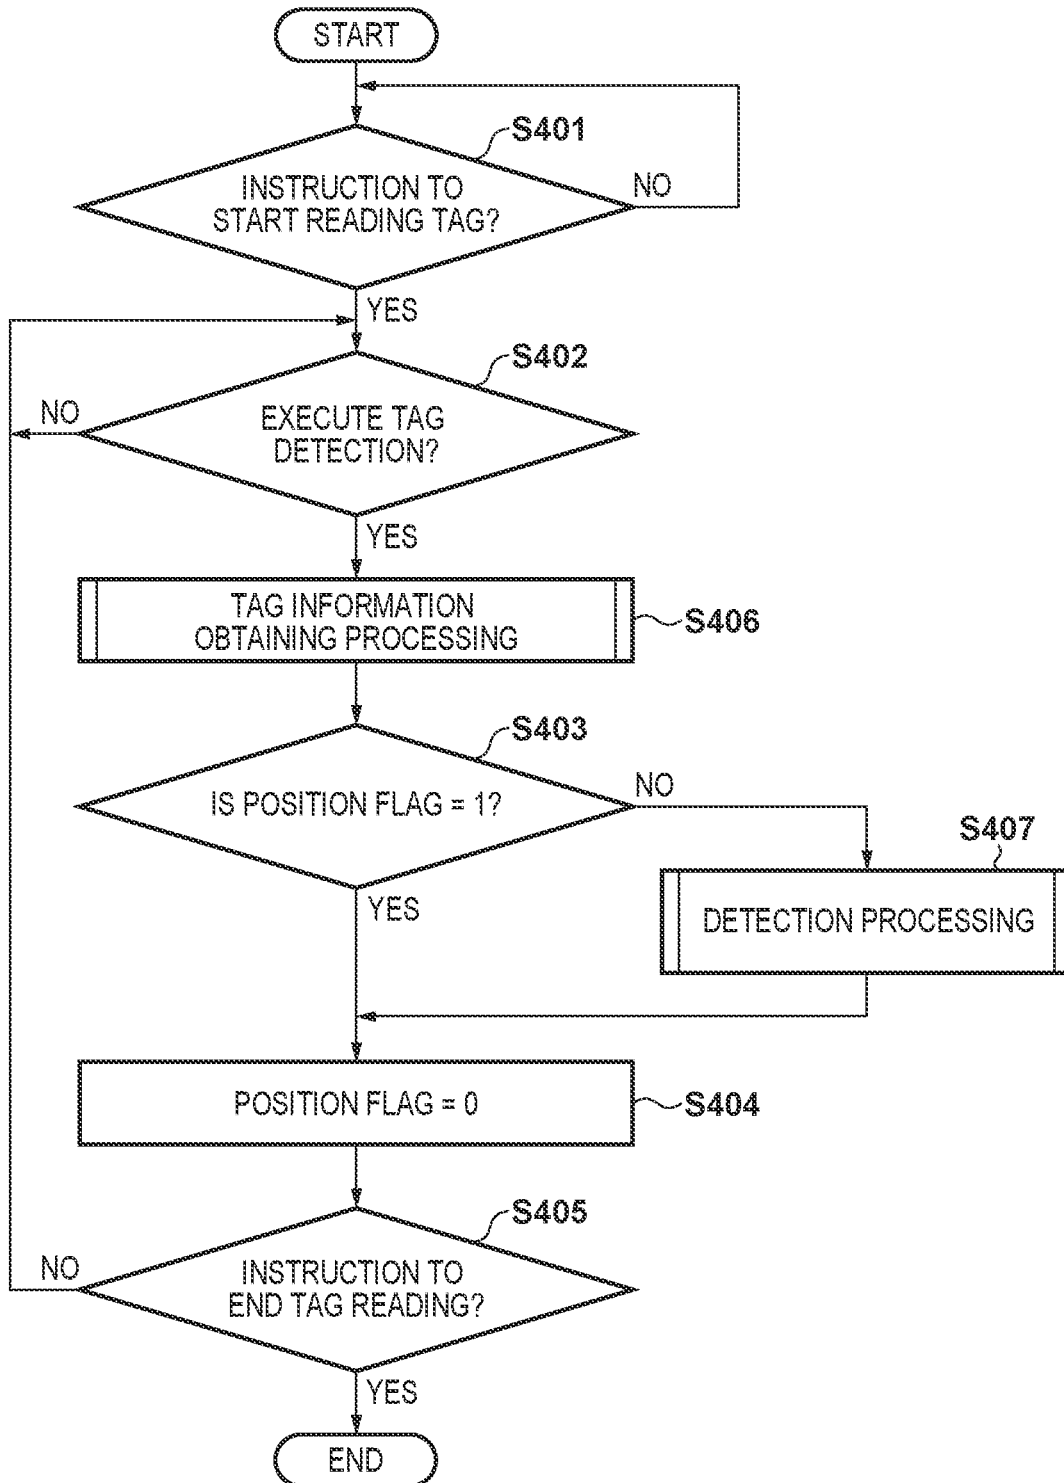 START
S401
INSTRUCTION TO
START READING TAG?
NO
YES
S402
NO
EXECUTE TAG
DETECTION?
YES
TAG INFORMATION
OBTAINING PROCESSING
S406
S403
IS POSITION FLAG = 1?
NO
S407
YES
DETECTION PROCESSING
POSITION FLAG = 0
S404
S405
NO
INSTRUCTION TO
END TAG READING?
YES
END